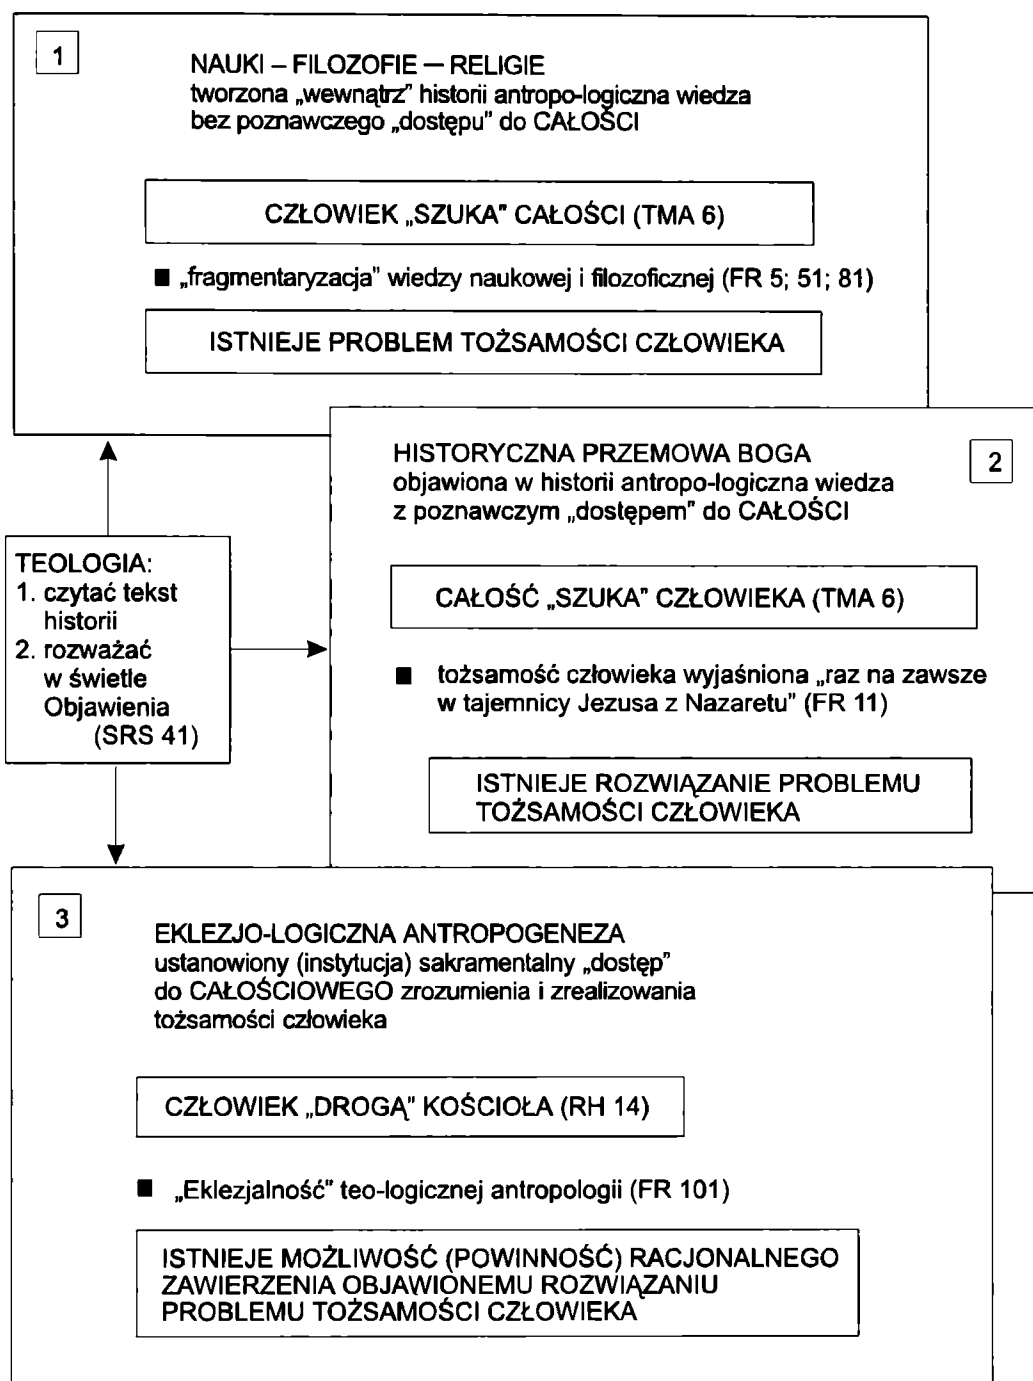 1
NAUKI – FILOZOFIE — RELIGIE
tworzona „wewnątrz” historii antropo-logiczna wiedza
bez poznawczego „dostępu” do CAŁOŚCI
CZŁOWIEK „SZUKA” CAŁOŚCI (TMA 6)
■ „fragmentaryzacja” wiedzy naukowej i filozoficznej (FR 5; 51; 81)
ISTNIEJE PROBLEM TOŻSAMOŚCI CZŁOWIEKA
TEOLOGIA:
1. czytać tekst
historii
2. rozważać
w świetle
Objawienia
(SRS 41)
2
HISTORYCZNA PRZEMOWA BOGA
objawiona w historii antropo-logiczna wiedza
z poznawczym „dostępem” do CAŁOŚCI
CAŁOŚĆ „SZUKA” CZŁOWIEKA (TMA 6)
■ tożsamość człowieka wyjaśniona „raz na zawsze
w tajemnicy Jezusa z Nazaretu” (FR 11)
ISTNIEJE ROZWIĄZANIE PROBLEMU
TOŻSAMOŚCI CZŁOWIEKA
3
EKLEZJO-LOGICZNA ANTROPOGENEZA
ustanowiony (instytucja) sakramentalny „dostęp”
do CAŁOŚCIOWEGO zrozumienia i zrealizowania
tożsamości człowieka
CZŁOWIEK „DROGĄ” KOŚCIOŁA (RH 14)
■ „Eklezjalność” teo-logicznej antropologii (FR 101)
ISTNIEJE MOŻLIWOŚĆ (POWINNOŚĆ) RACJONALNEGO
ZAWIERZENIA OBJAWIONEMU ROZWIĄZANIU
PROBLEMU TOŻSAMOŚCI CZŁOWIEKA